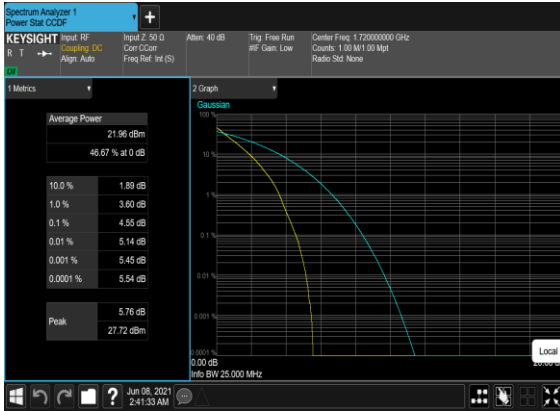 Spectrum Analyzer 1
Power Stat CCDF
KEYSIGHT
R T
Input: RF
Coupling: DC
Align: Auto
Input Z: 50 Ω
Corr CCorr
Freq Ref: Int (S)
Atten: 40 dB
Trig: Free Run
#IF Gain: Low
Center Freq: 1.720000000 GHz
Counts: 1.00 M/1.00 Mpt
Radio Std: None
1 Metrics
Average Power
21.96 dBm
46.67 % at 0 dB
10.0 % 1.89 dB
1.0 % 3.60 dB
0.1 % 4.55 dB
0.01 % 5.14 dB
0.001 % 5.45 dB
0.0001 % 5.54 dB
Peak
5.76 dB
27.72 dBm
2 Graph
Gaussian
100 %
10 %
1 %
0.1 %
0.01 %
0.001 %
0.0001 %
0.00 dB
Info BW 25.000 MHz
Local
?
Jun 08, 2021
2:41:33 AM